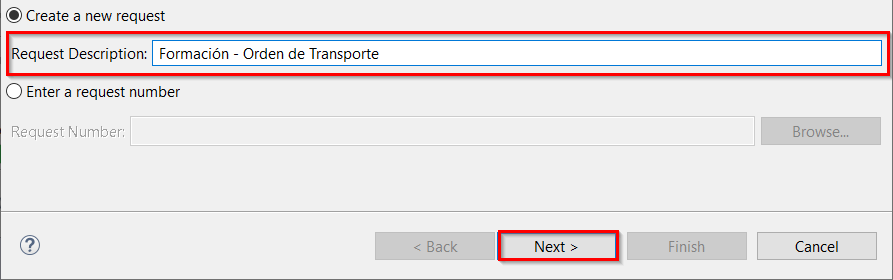 Create a new request
Request Description: Formación - Orden de Transporte
Enter a request number
Request Number: Browse...
? < Back Next > Finish Cancel